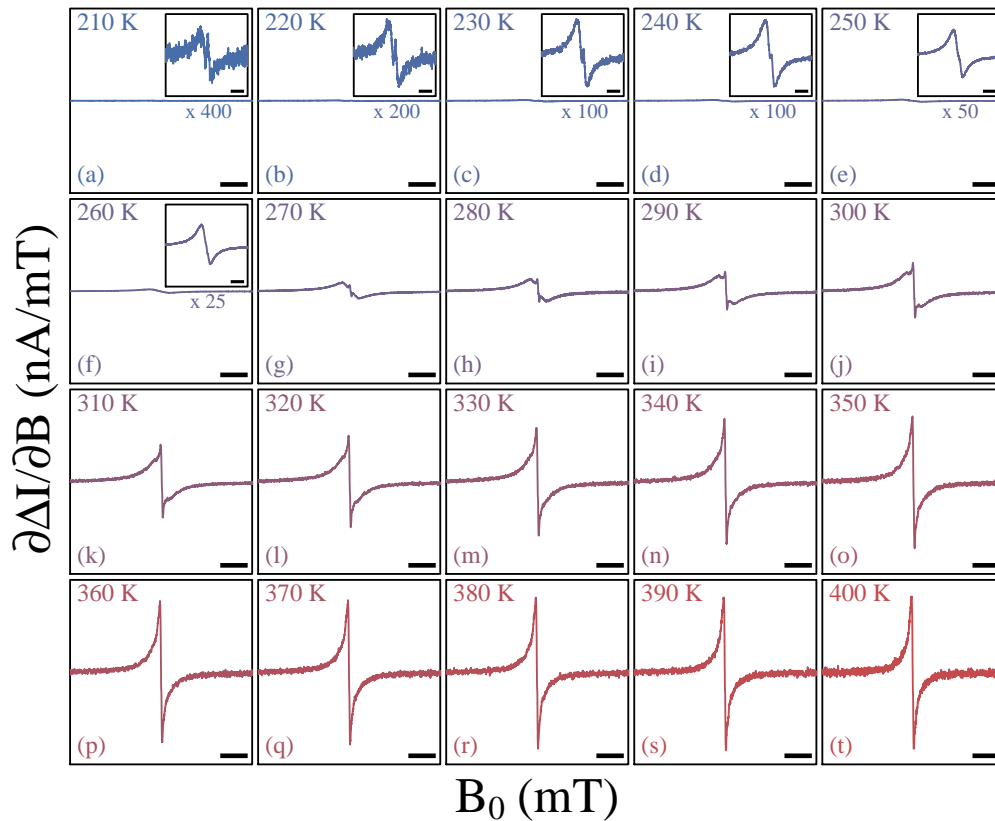 210 K
x 400
(a)
220 K
x 200
(b)
230 K
x 100
(c)
240 K
x 100
(d)
250 K
x 50
(e)
260 K
x 25
(f)
270 K
(g)
280 K
(h)
290 K
(i)
300 K
(j)
310 K
(k)
320 K
(l)
330 K
(m)
340 K
(n)
350 K
(o)
360 K
(p)
370 K
(q)
380 K
(r)
390 K
(s)
400 K
(t)
∂ΔI/∂B (nA/mT)
B₀ (mT)